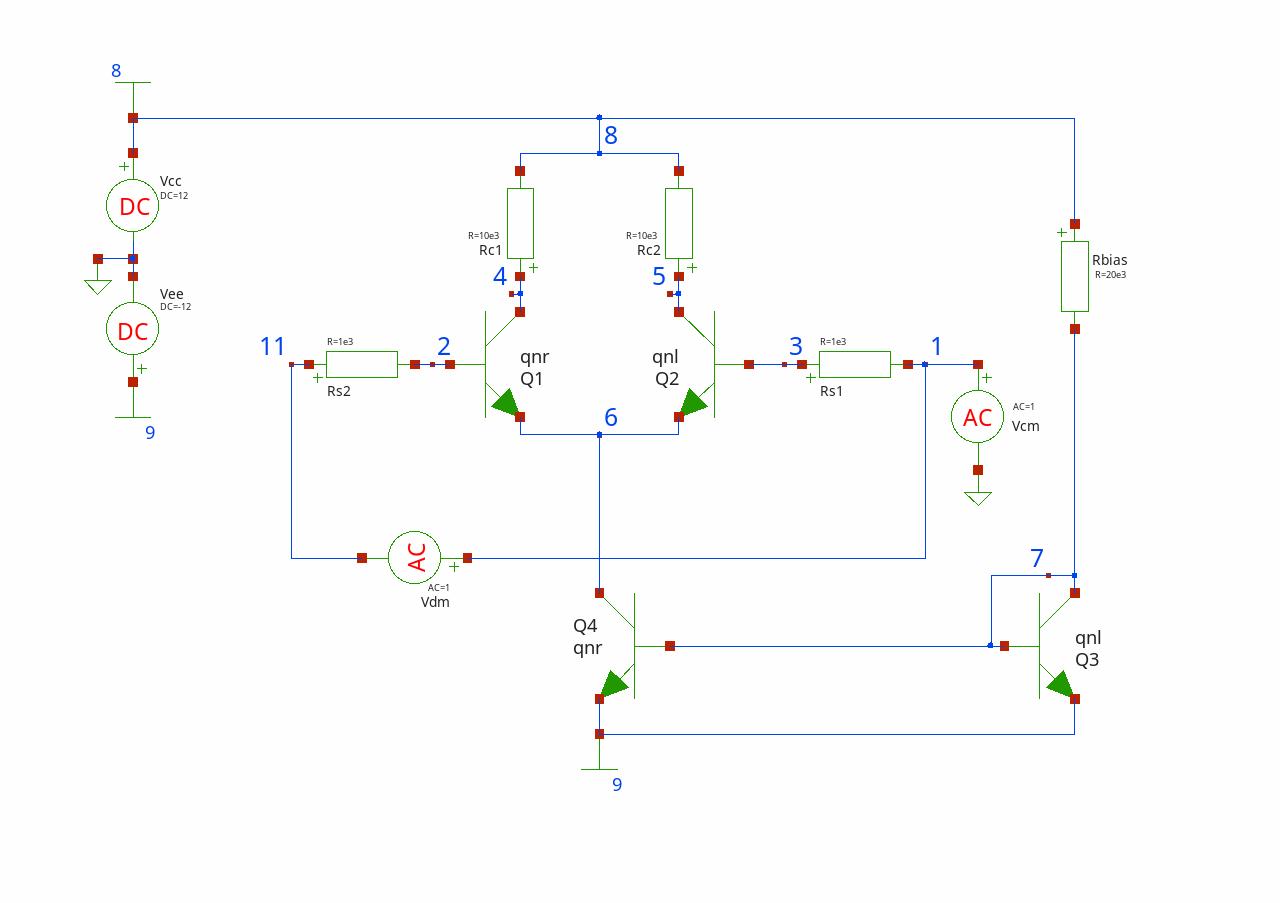 8
+
Vcc
DC=12
DC
Vee
DC=-12
DC
+
9
8
R=10e3
Rc1
+
R=10e3
Rc2
+
4
5
+
Rbias
R=20e3
11
R=1e3
+
Rs2
2
qnr
Q1
qnl
Q2
3
R=1e3
+
Rs1
1
+
AC=1
AC
Vcm
6
AC
+
AC=1
Vdm
7
Q4
qnr
qnl
Q3
9